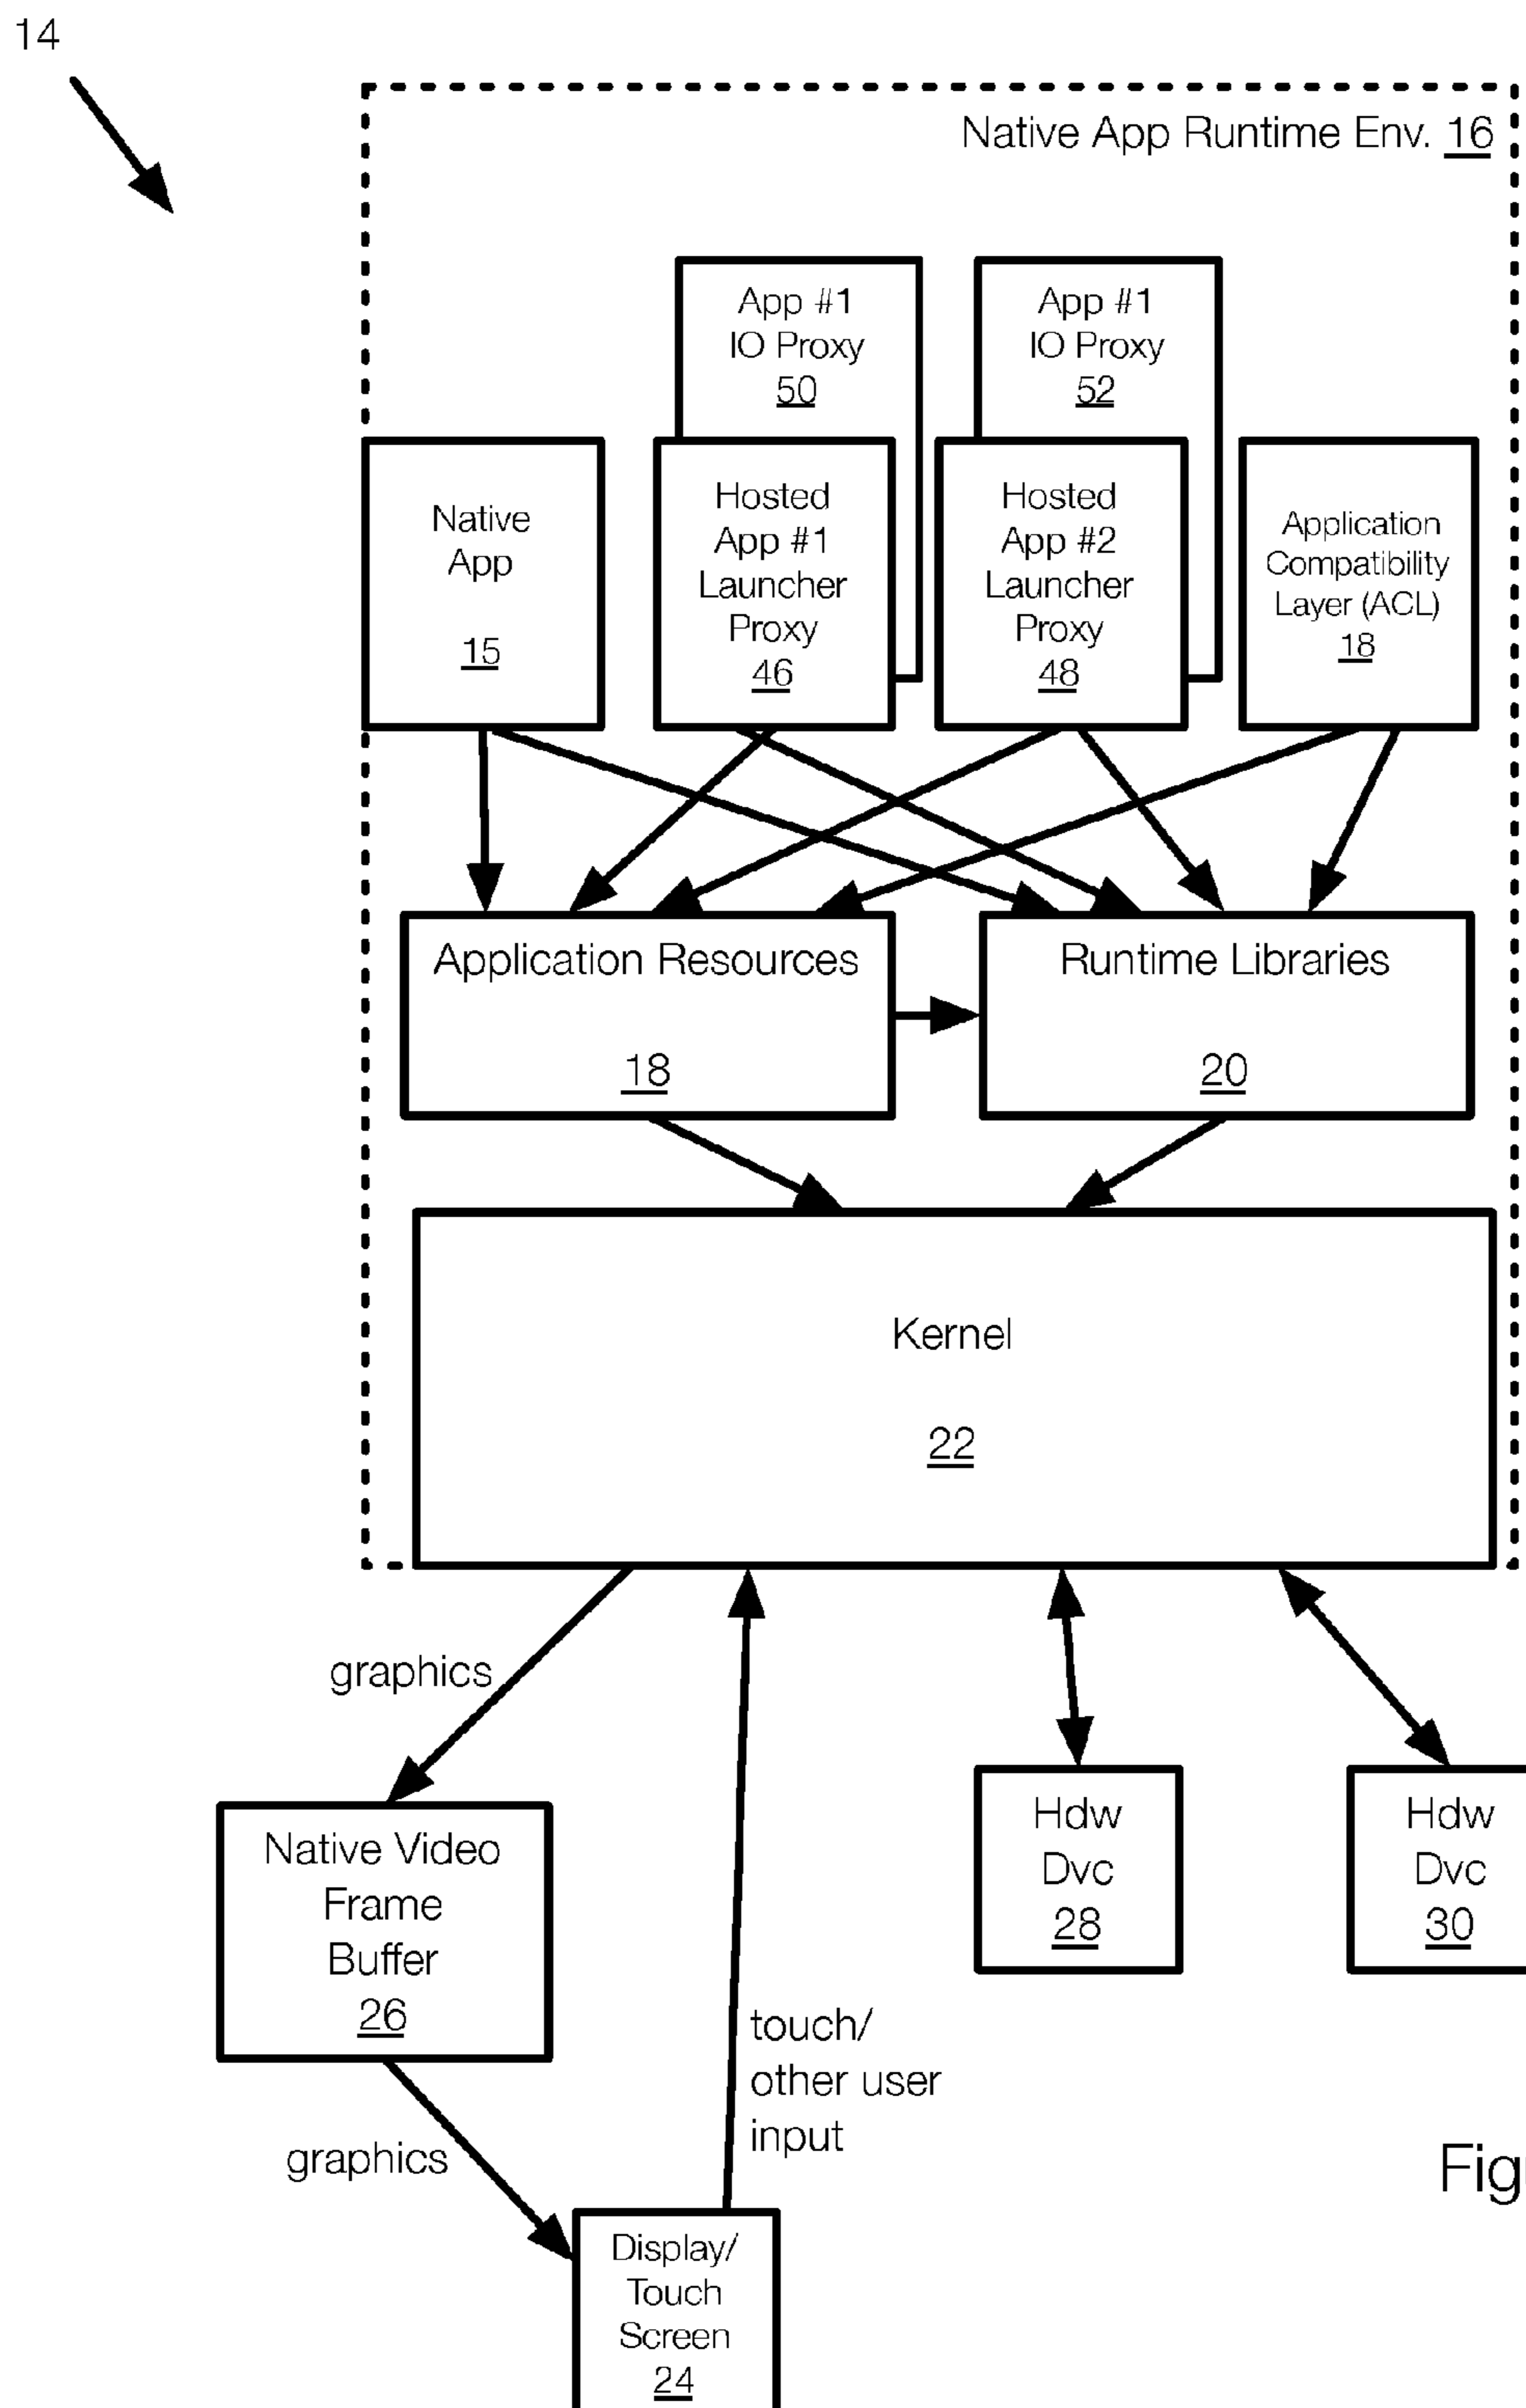 14
Native App Runtime Env. 16
App #1
IO Proxy
50
App #1
IO Proxy
52
Native
App
15
Hosted
App #1
Launcher
Proxy
46
Hosted
App #2
Launcher
Proxy
48
Application
Compatibility
Layer (ACL)
18
Application Resources
18
Runtime Libraries
20
Kernel
22
graphics
Native Video
Frame
Buffer
26
Hdw
Dvc
28
Hdw
Dvc
30
touch/
other user
input
graphics
Fig
Display/
Touch
Screen
24